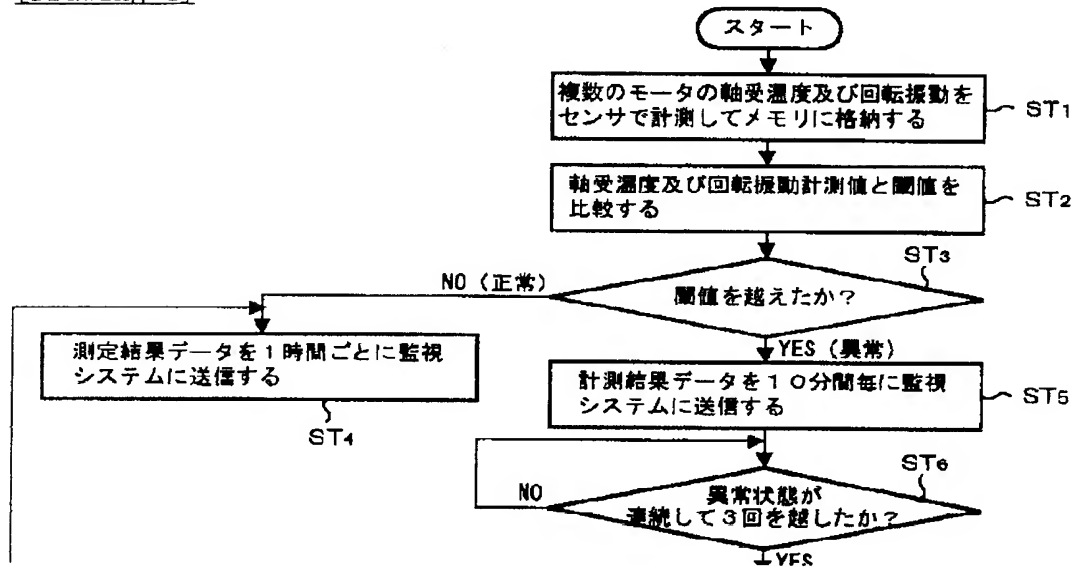 スタート
複数のモータの軸受温度及び回転振動を
センサで計測してメモリに格納する
ST1
軸受温度及び回転振動計測値と閾値を
比較する
ST2
ST3
NO (正常)
閾値を越えたか?
YES (異常)
測定結果データを1時間ごとに監視
システムに送信する
ST4
計測結果データを10分間毎に監視
システムに送信する
ST5
ST6
NO
異常状態が
連続して3回を越したか?
YES